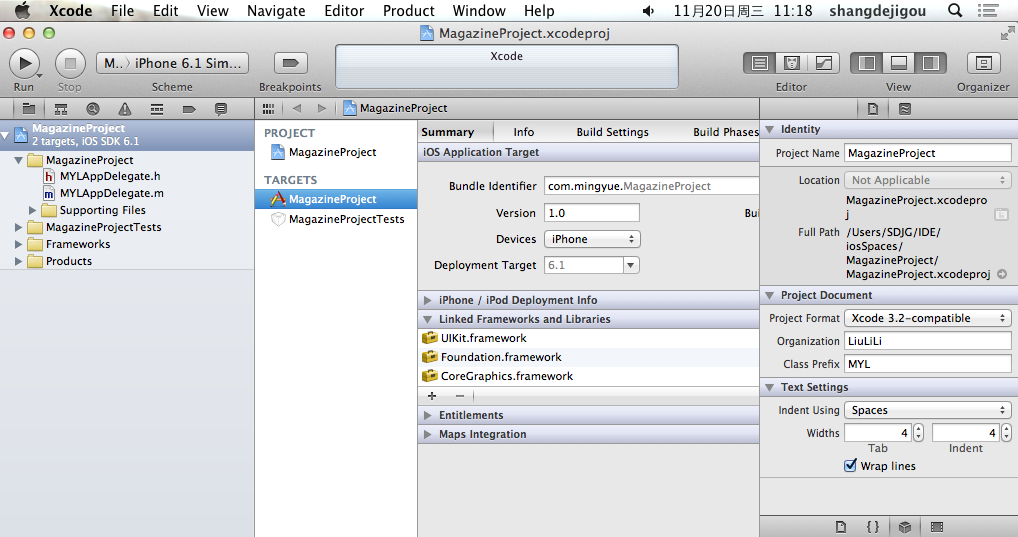 Xcode File Edit View Navigate Editor Product Window Help 11月20日周三 11:18 shangdejigou
MagazineProject.xcodeproj
M..〉iPhone 6.1 Sim...
Xcode
Run Stop Scheme Breakpoints Editor View Organizer
MagazineProject
MagazineProject
2 targets, iOS SDK 6.1
MagazineProject
MYLAppDelegate.h
MYLAppDelegate.m
Supporting Files
MagazineProjectTests
Frameworks
Products
PROJECT
MagazineProject
TARGETS
MagazineProject
MagazineProjectTests
Summary Info Build Settings Build Phases
iOS Application Target
Bundle Identifier com.mingyue.MagazineProject
Version 1.0 Bui
Devices iPhone
Deployment Target 6.1
iPhone / iPod Deployment Info
Linked Frameworks and Libraries
UIKit.framework
Foundation.framework
CoreGraphics.framework
+ −
Entitlements
Maps Integration
Identity
Project Name MagazineProject
Location Not Applicable
MagazineProject.xcodepro
j
Full Path /Users/SDJG/IDE/
iosSpaces/
MagazineProject/
MagazineProject.xcodeproj
Project Document
Project Format Xcode 3.2-compatible
Organization LiuLiLi
Class Prefix MYL
Text Settings
Indent Using Spaces
Widths 4 4
Tab Indent
Wrap lines